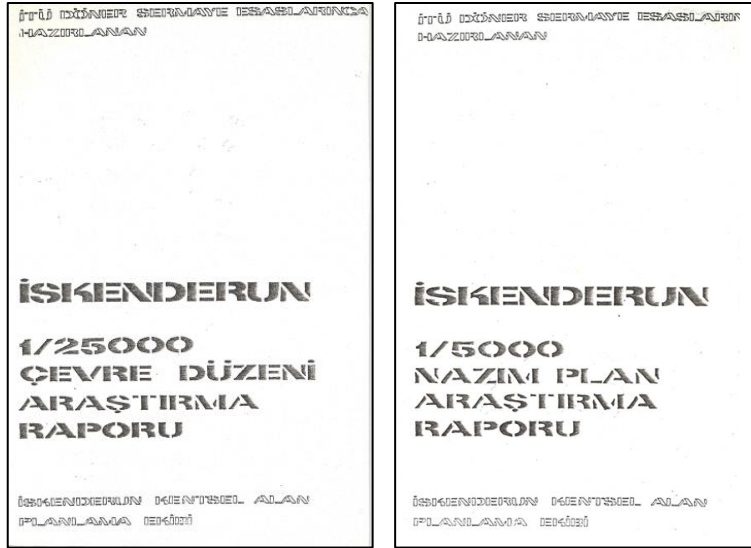 İTÜ DÖNER SERMAYE ESASLARINCA
HAZIRLANAN
İSKENDERUN
1/25000
ÇEVRE DÜZENİ
ARAŞTIRMA
RAPORU
İSKENDERUN KENTSEL ALAN
PLANLAMA EKİBİ
İTÜ DÖNER SERMAYE ESASLARIN
HAZIRLANAN
İSKENDERUN
1/5000
NAZIM PLAN
ARAŞTIRMA
RAPORU
İSKENDERUN KENTSEL ALAN
PLANLAMA EKİBİ